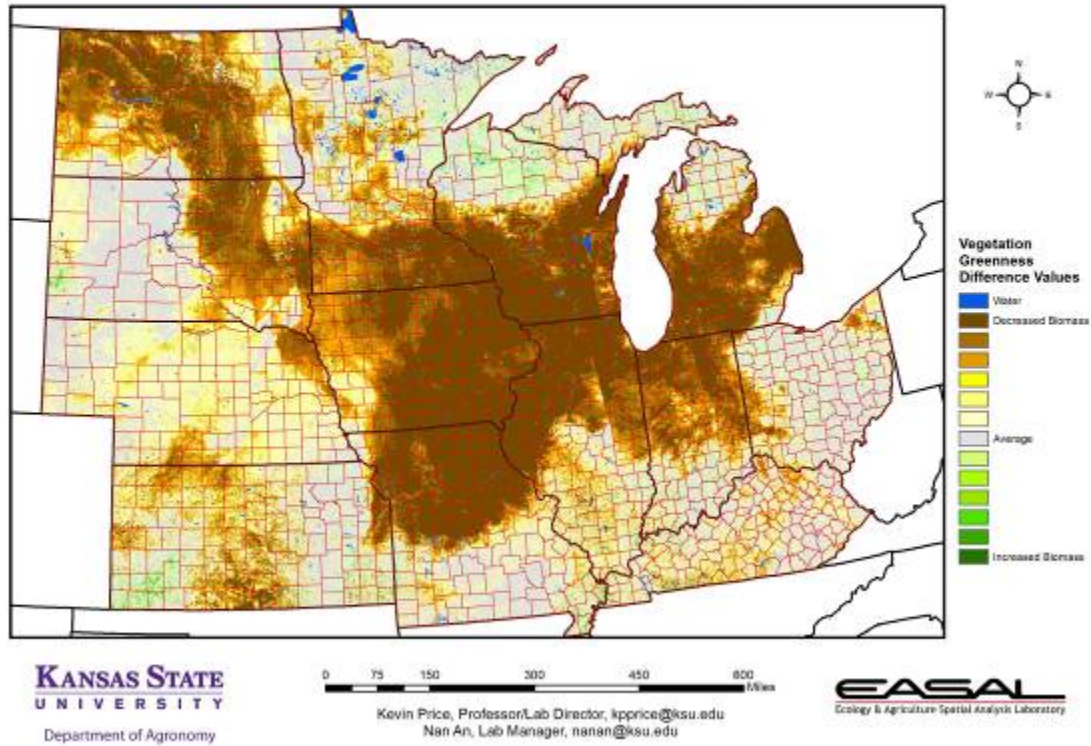 N
W
E
S
Vegetation
Greenness
Difference Values
Water
Decreased Biomass
Average
Increased Biomass
KANSAS STATE
UNIVERSITY
Department of Agronomy
0 75 150 300 450 600
Miles
Kevin Price, Professor/Lab Director, kpprice@ksu.edu
Nan An, Lab Manager, nanan@ksu.edu
EASAL
Ecology & Agriculture Spatial Analysis Laboratory